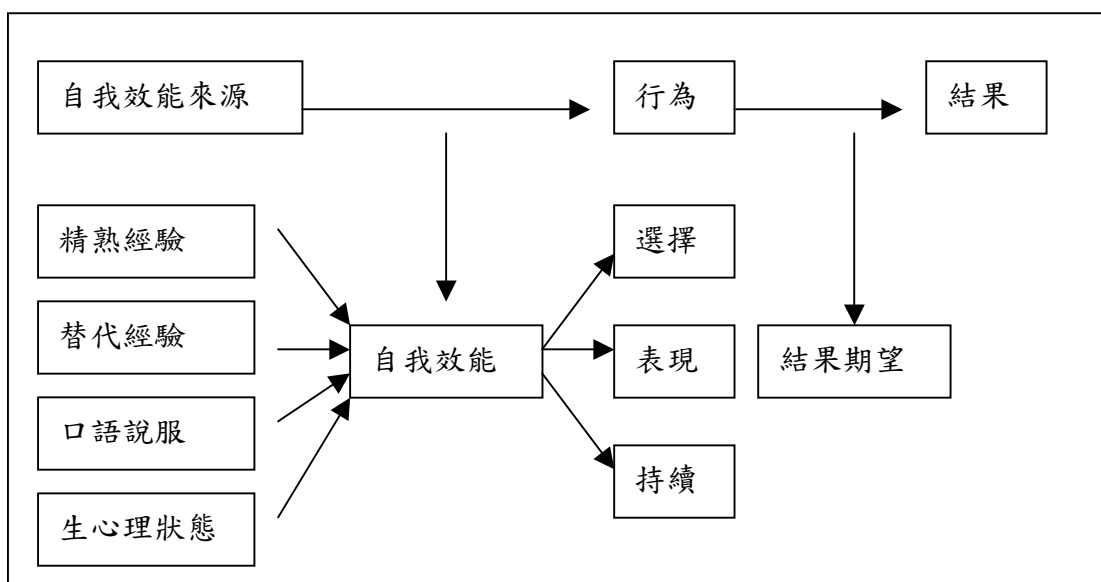 自我效能來源
行為
結果
精熟經驗
選擇
替代經驗
自我效能
表現
結果期望
口語說服
持續
生心理狀態